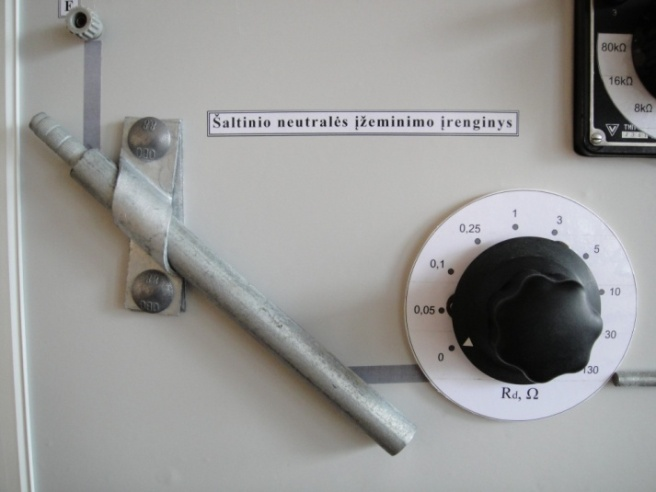 F
Šaltinio neutralės įžeminimo įrenginys
80kΩ
16kΩ
8kΩ
0
0,05
0,1
0,25
1
3
5
10
30
130
Rd, Ω